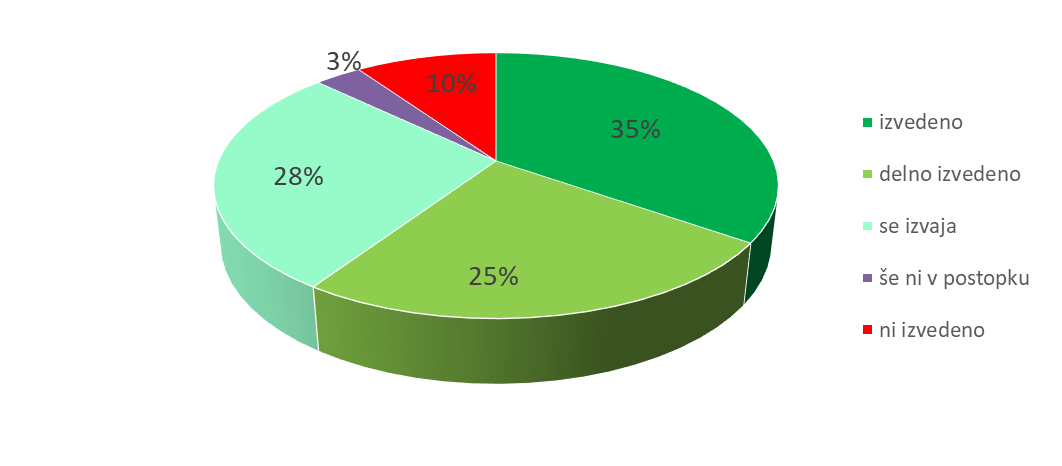 3%
10%
35%
28%
25%
izvedeno
delno izvedeno
se izvaja
še ni v postopku
ni izvedeno